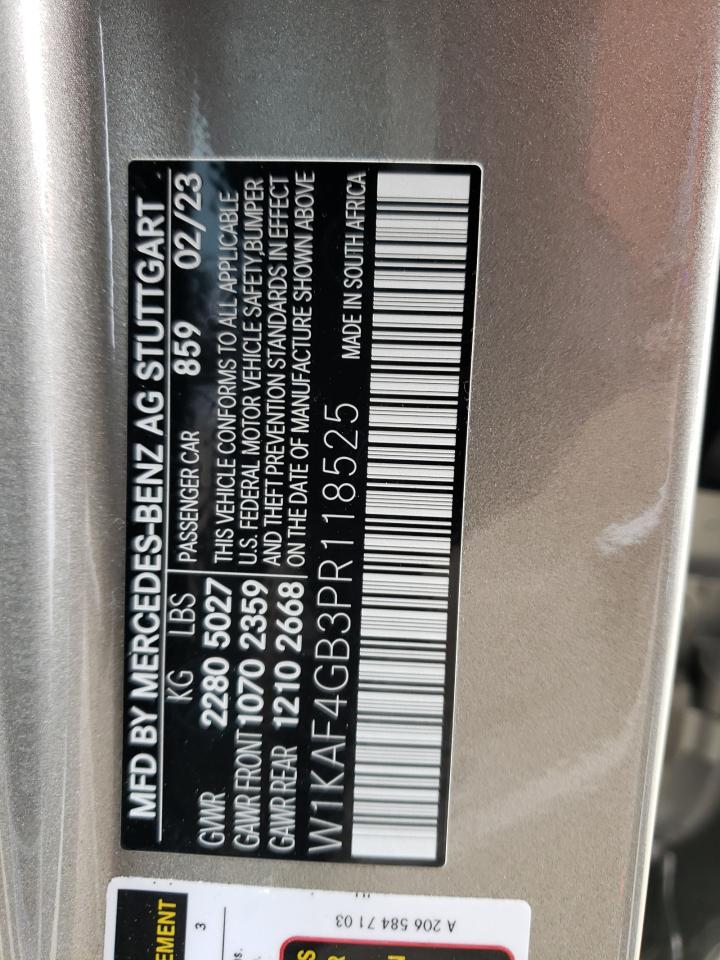 MFD BY MERCEDES-BENZ AG STUTTGART
KG LBS PASSENGER CAR 859 02/23
GVWR 2280 5027 THIS VEHICLE CONFORMS TO ALL APPLICABLE
GAWR FRONT 1070 2359 U.S. FEDERAL MOTOR VEHICLE SAFETY,BUMPER
GAWR REAR 1210 2668 AND THEFT PREVENTION STANDARDS IN EFFECT
ON THE DATE OF MANUFACTURE SHOWN ABOVE
W1KAF4GB3PR118525 MADE IN SOUTH AFRICA
A 206 584 71 03
EMENT
3
ns.
S
R
N